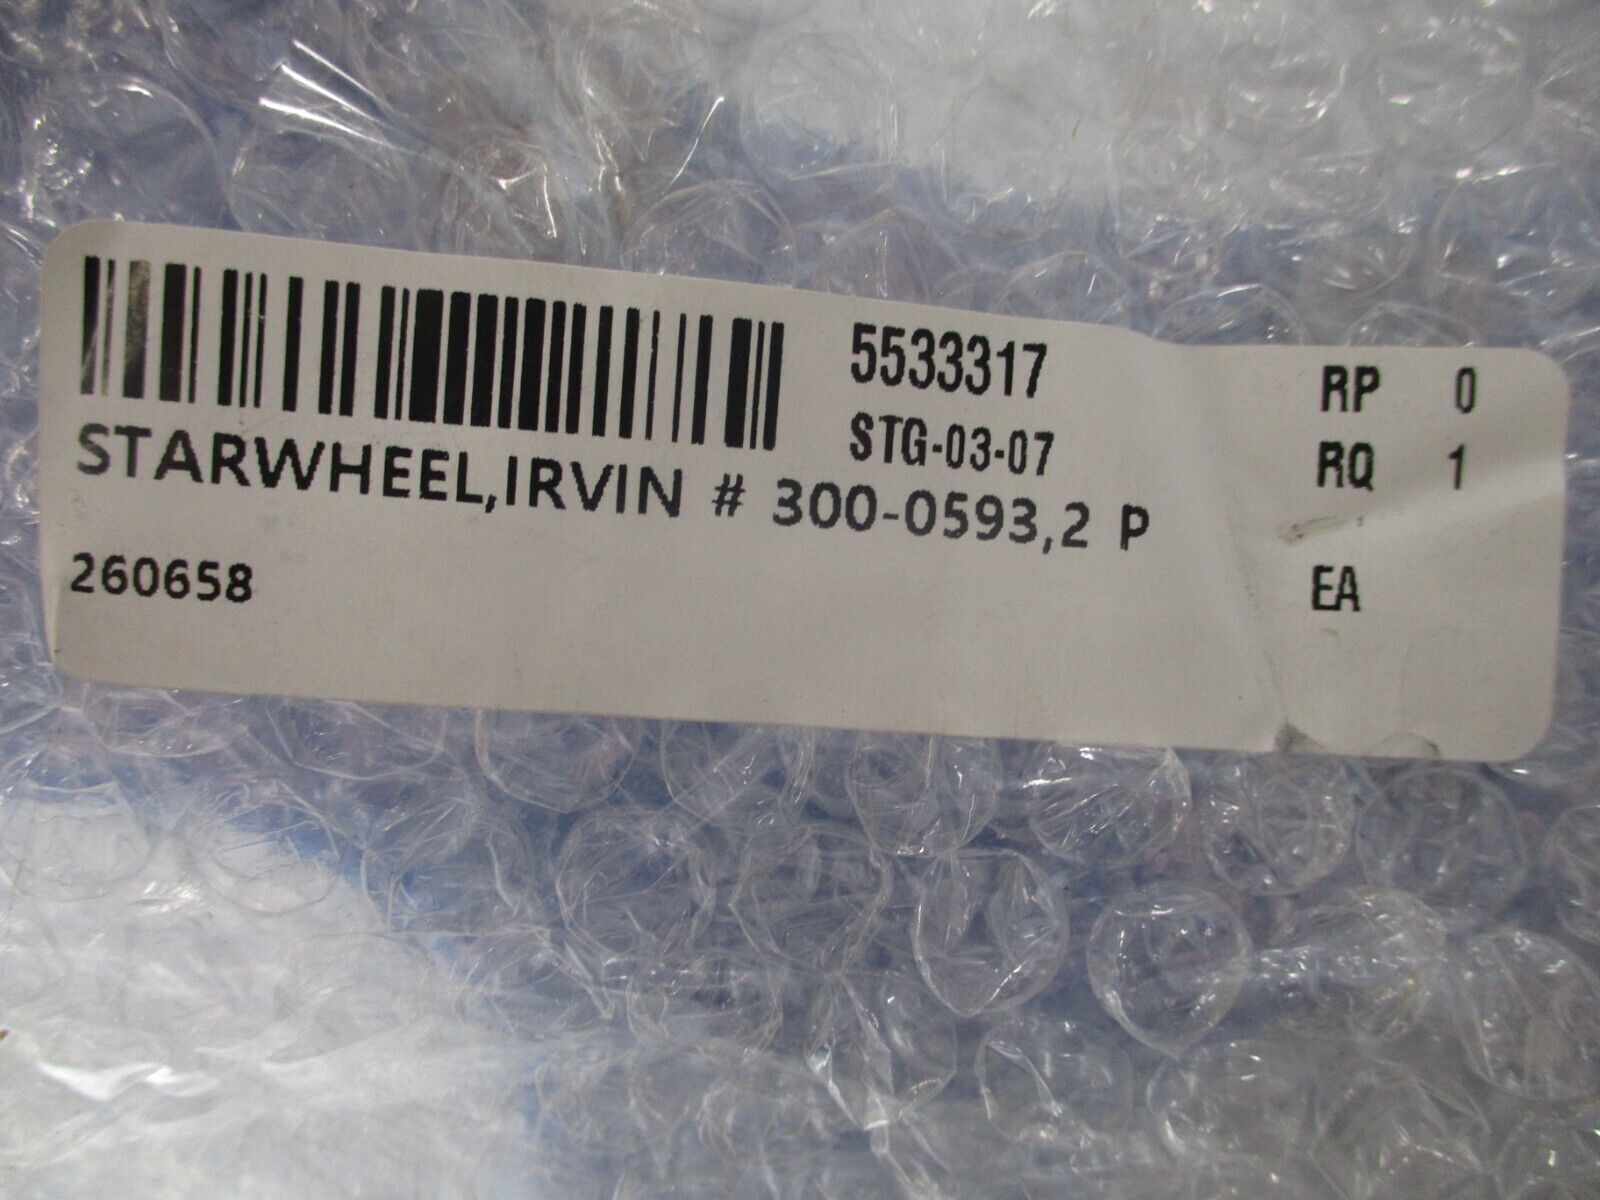 5533317 RP 0
STG-03-07 RQ 1
STARWHEEL,IRVIN # 300-0593,2 P
260658 EA